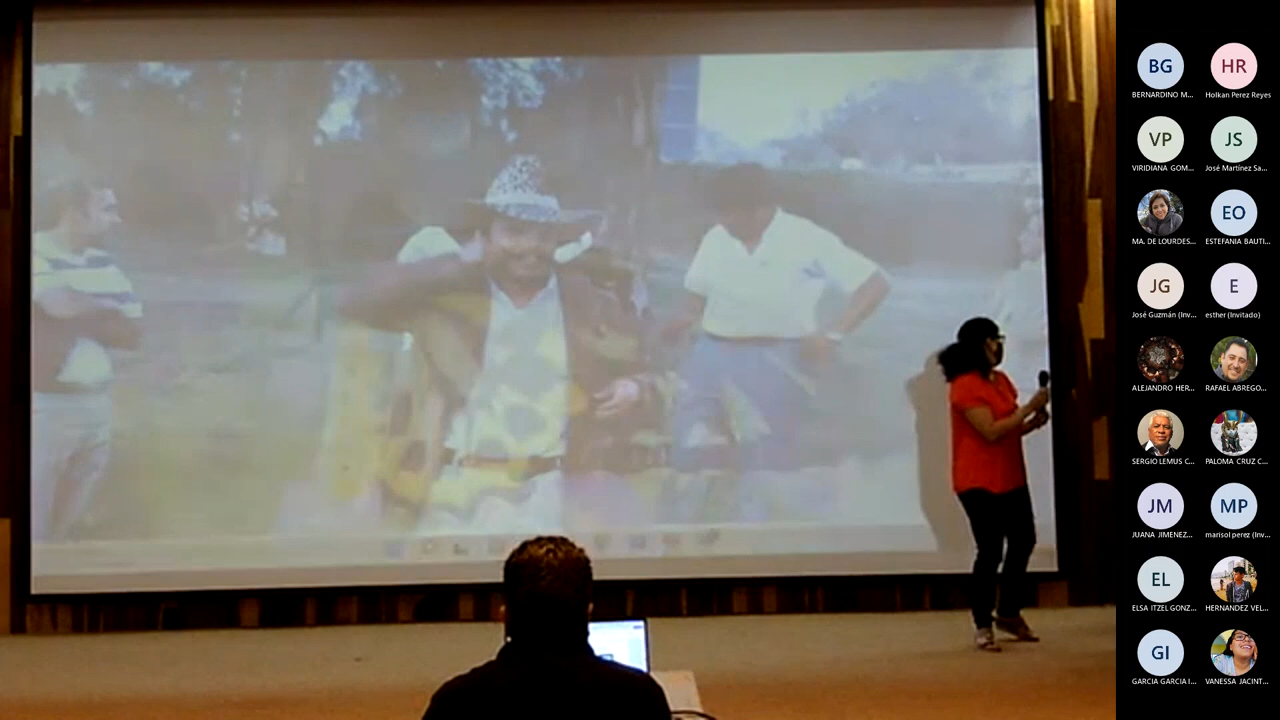 BG
HR
BERNARDINO M...
Holkan Perez Reyes
VP
JS
VIRIDIANA GOM...
José Martínez Sa...
EO
MA. DE LOURDES...
ESTEFANIA BAUTI...
JG
E
José Guzmán (Inv...
esther (Invitado)
ALEJANDRO HER...
RAFAEL ABREGO...
SERGIO LEMUS C...
PALOMA CRUZ C...
JM
MP
JUANA JIMENEZ...
marisol perez (Inv...
EL
ELSA ITZEL GONZ...
HERNANDEZ VEL...
GI
GARCIA GARCIA I...
VANESSA JACINT...